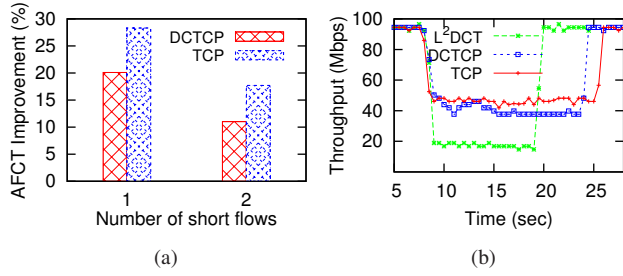 AFCT Improvement (%)
30
25
20
15
10
5
0
DCTCP
TCP
1
2
Number of short flows
(a)
Throughput (Mbps)
100
80
60
40
20
L²DCT
DCTCP
TCP
5
10
15
20
25
Time (sec)
(b)